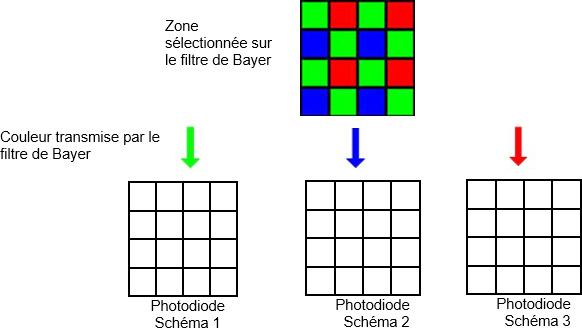 Zone
sélectionnée sur
le filtre de Bayer
Couleur transmise par le
filtre de Bayer
Photodiode
Schéma 1
Photodiode
Schéma 2
Photodiode
Schéma 3